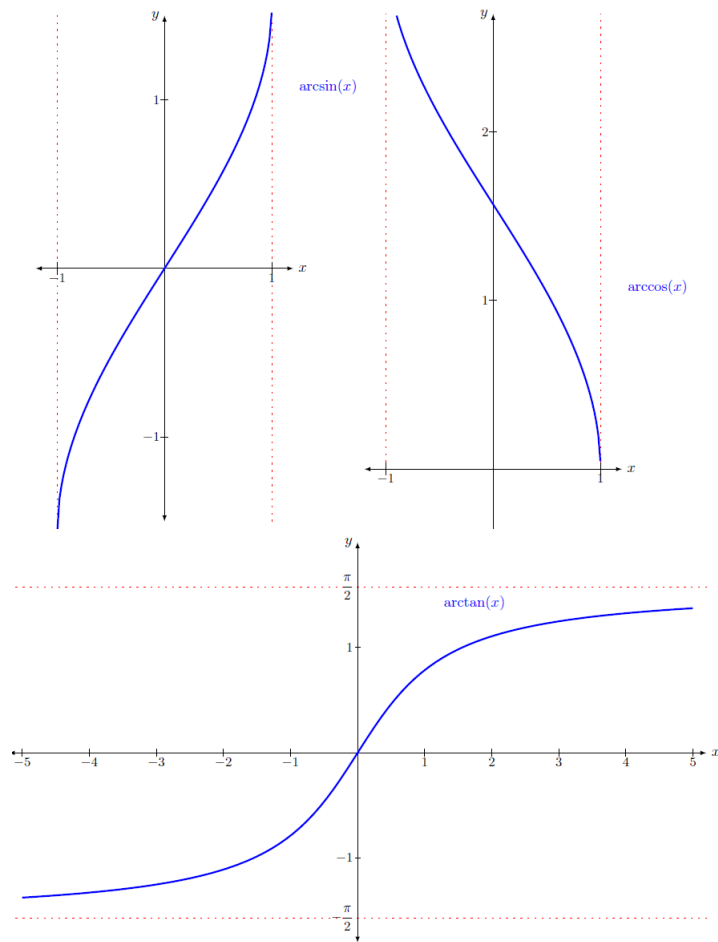 y
1
arcsin(x)
−1
1
x
−1
y
2
1
arccos(x)
−1
1
x
y
π/2
arctan(x)
1
−5 −4 −3 −2 −1 1 2 3 4 5 x
−1
−π/2